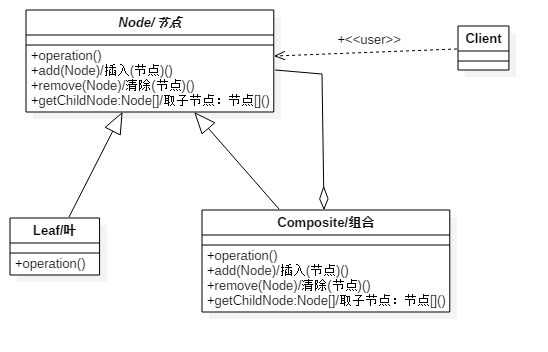 Node/节点
+operation()
+add(Node)/插入(节点)()
+remove(Node)/清除(节点)()
+getChildNode:Node[]/取子节点：节点[]()
+<<user>>
Client
Leaf/叶
+operation()
Composite/组合
+operation()
+add(Node)/插入(节点)()
+remove(Node)/清除(节点)()
+getChildNode:Node[]/取子节点：节点[]()